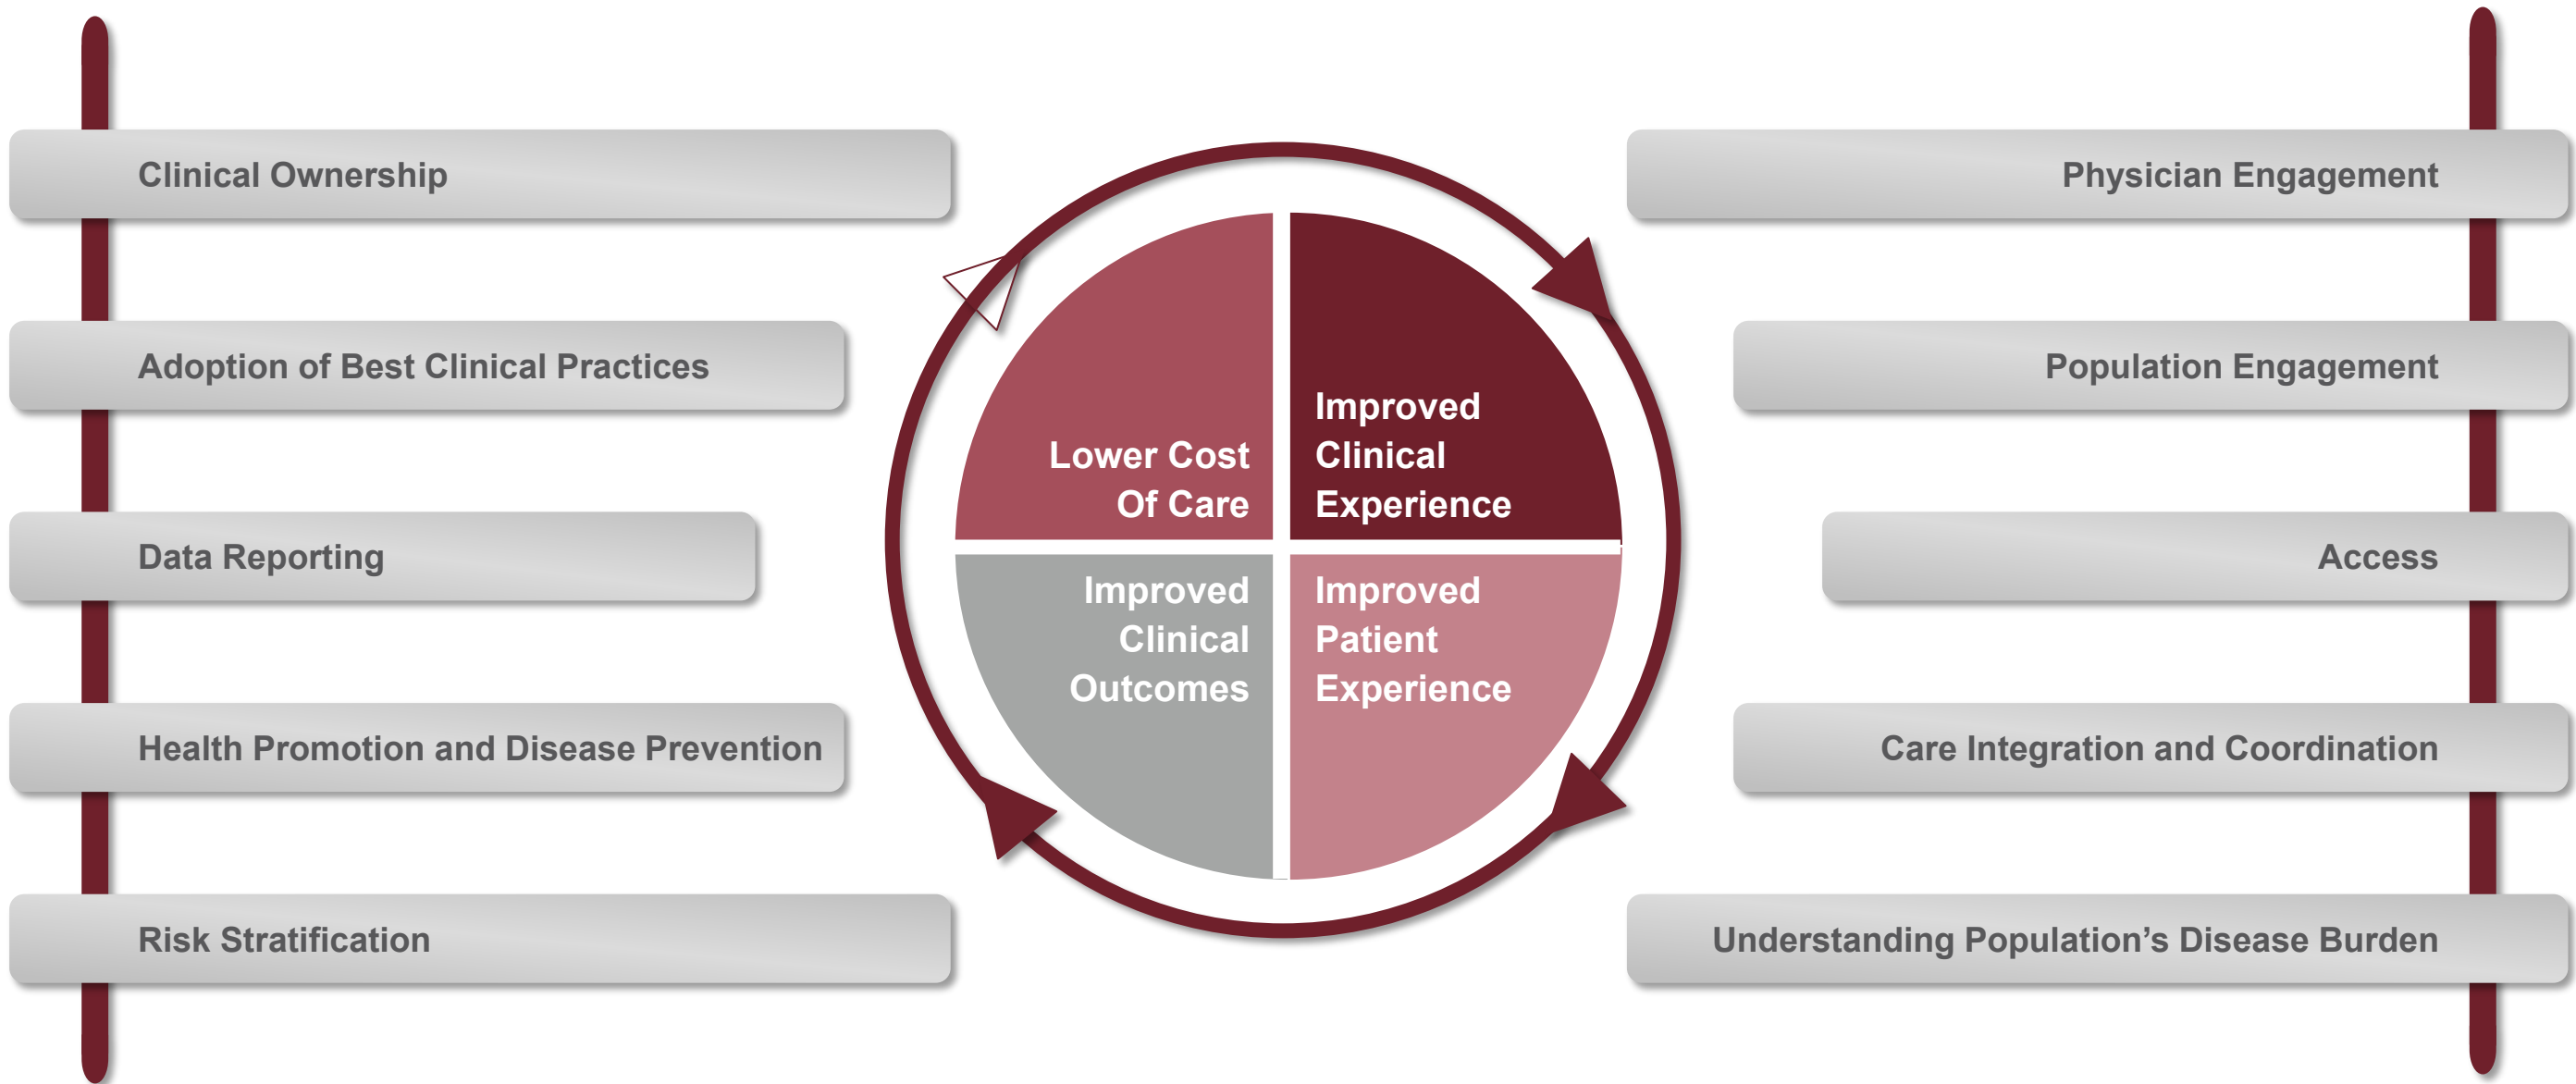 Clinical Ownership
Adoption of Best Clinical Practices
Data Reporting
Health Promotion and Disease Prevention
Risk Stratification
Lower Cost
Of Care
Improved
Clinical
Experience
Improved
Clinical
Outcomes
Improved
Patient
Experience
Physician Engagement
Population Engagement
Access
Care Integration and Coordination
Understanding Population’s Disease Burden